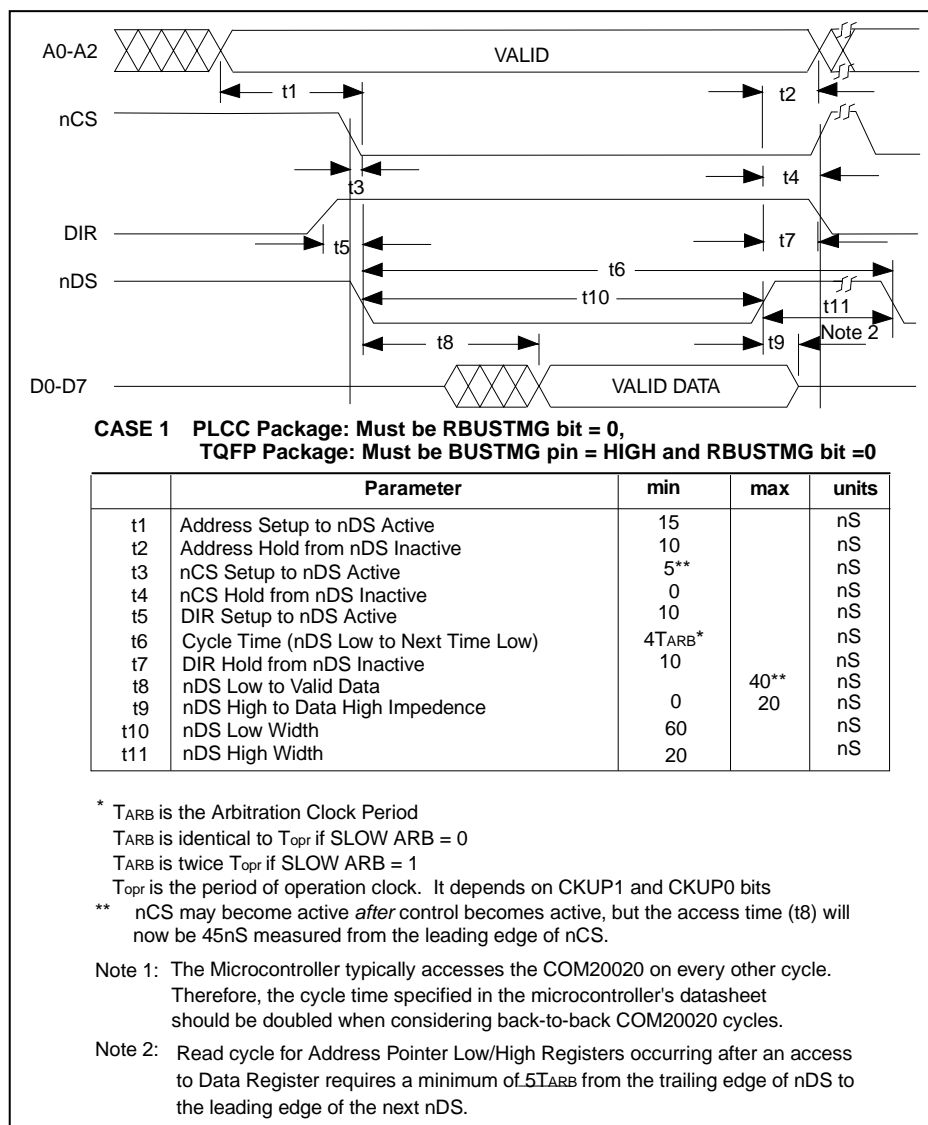 A0-A2
VALID
t1
t2
nCS
t3
t4
DIR
t5
t7
nDS
t6
t10
t11
Note 2
t8
t9
D0-D7
VALID DATA
CASE 1 PLCC Package: Must be RBUSTMG bit = 0,
TQFP Package: Must be BUSTMG pin = HIGH and RBUSTMG bit =0
Parameter min max units
t1 Address Setup to nDS Active 15 nS
t2 Address Hold from nDS Inactive 10 nS
t3 nCS Setup to nDS Active 5** nS
t4 nCS Hold from nDS Inactive 0 nS
t5 DIR Setup to nDS Active 10 nS
t6 Cycle Time (nDS Low to Next Time Low) 4TARB* nS
t7 DIR Hold from nDS Inactive 10 nS
t8 nDS Low to Valid Data 40** nS
t9 nDS High to Data High Impedence 0 20 nS
t10 nDS Low Width 60 nS
t11 nDS High Width 20 nS
* TARB is the Arbitration Clock Period
TARB is identical to Topr if SLOW ARB = 0
TARB is twice Topr if SLOW ARB = 1
Topr is the period of operation clock. It depends on CKUP1 and CKUP0 bits
** nCS may become active after control becomes active, but the access time (t8) will
now be 45nS measured from the leading edge of nCS.
Note 1: The Microcontroller typically accesses the COM20020 on every other cycle.
Therefore, the cycle time specified in the microcontroller's datasheet
should be doubled when considering back-to-back COM20020 cycles.
Note 2: Read cycle for Address Pointer Low/High Registers occurring after an access
to Data Register requires a minimum of 5TARB from the trailing edge of nDS to
the leading edge of the next nDS.